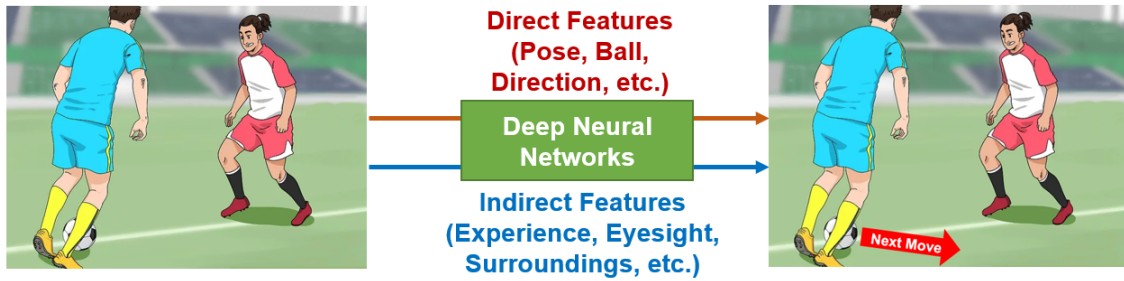 Direct Features
(Pose, Ball,
Direction, etc.)
Deep Neural
Networks
Indirect Features
(Experience, Eyesight,
Surroundings, etc.)
Next Move